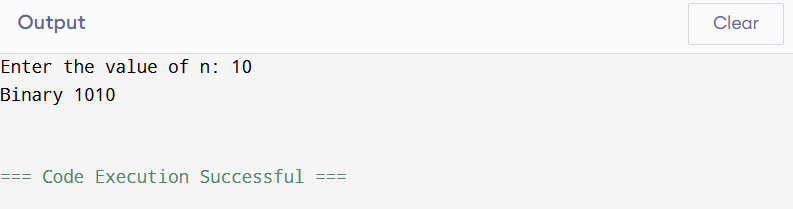 Output
Clear
Enter the value of n: 10
Binary 1010
=== Code Execution Successful ===